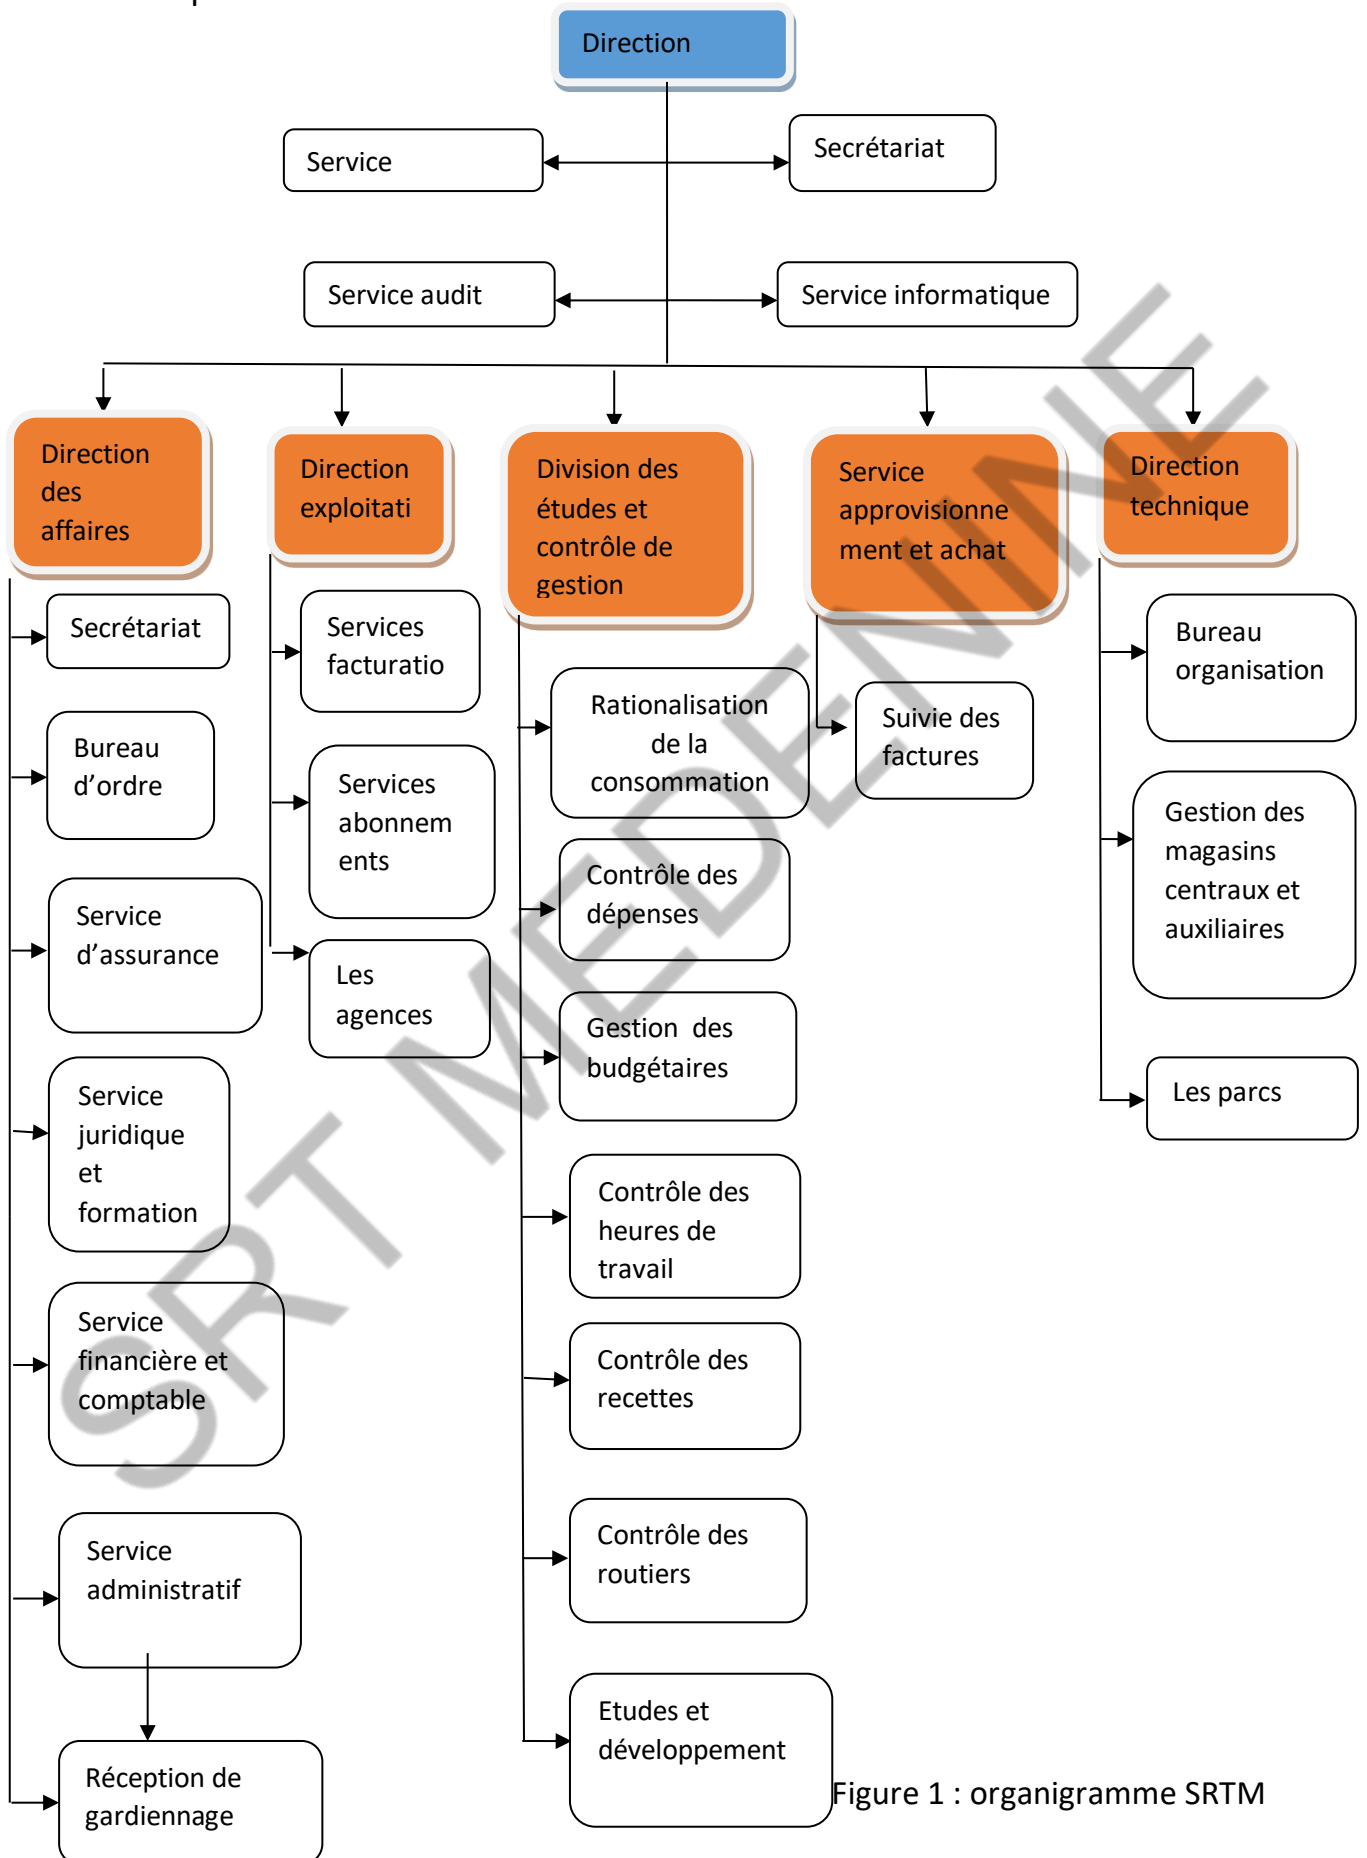 Direction
Service
Secrétariat
Service audit
Service informatique
Direction
des
affaires
Direction
exploitati
Division des
études et
contrôle de
gestion
Service
approvisionne
ment et achat
Direction
technique
Secrétariat
Bureau
d’ordre
Service
d’assurance
Service
juridique
et
formation
Service
financière et
comptable
Service
administratif
Réception de
gardiennage
Services
facturatio
Services
abonnem
ents
Les
agences
Rationalisation
de la
consommation
Contrôle des
dépenses
Gestion  des
budgétaires
Contrôle des
heures de
travail
Contrôle des
recettes
Contrôle des
routiers
Etudes et
développement
Suivie des
factures
Bureau
organisation
Gestion des
magasins
centraux et
auxiliaires
Les parcs
SRT MEDENINE
Figure 1 : organigramme SRTM